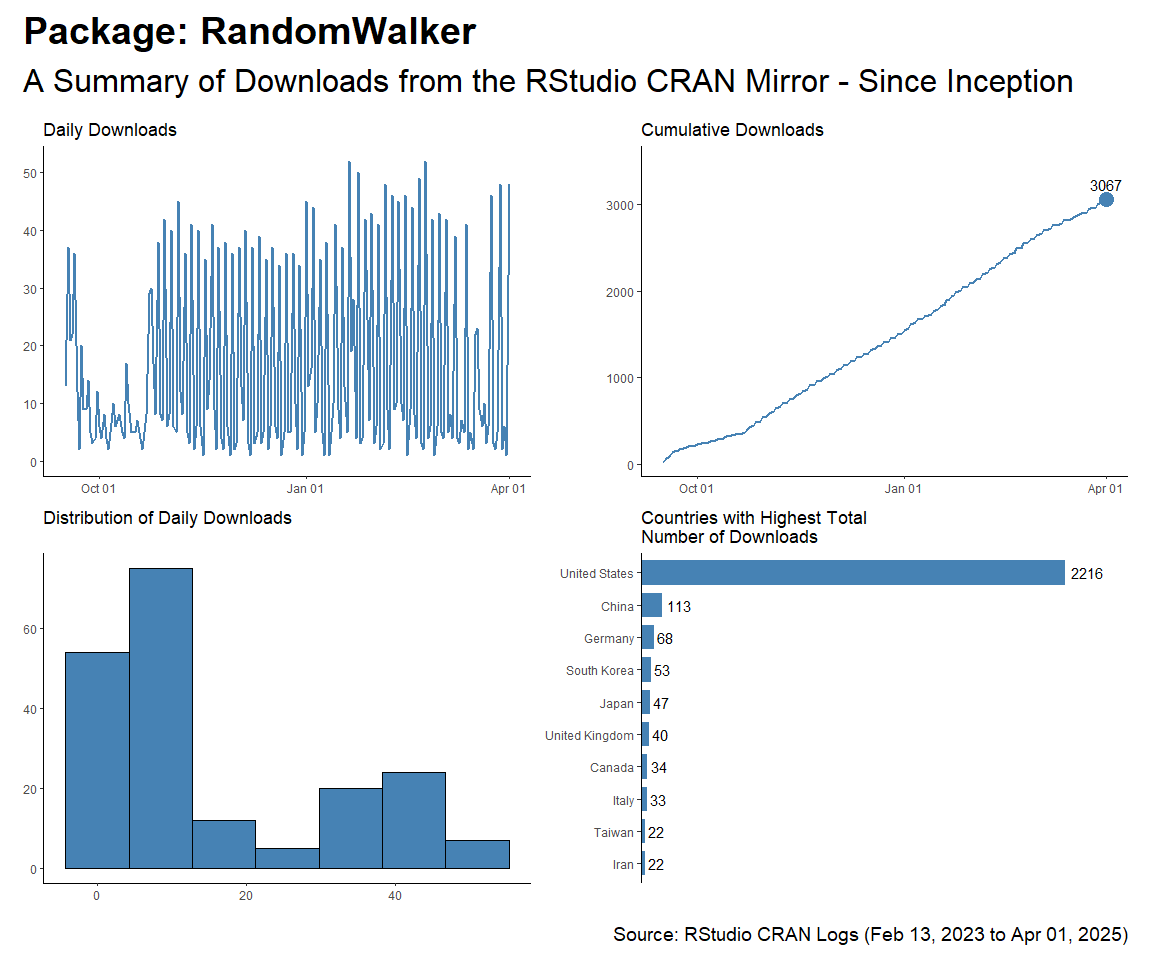 Package: RandomWalker
A Summary of Downloads from the RStudio CRAN Mirror - Since Inception
Daily Downloads
50
40
30
20
10
0
Oct 01
Jan 01
Apr 01
Cumulative Downloads
3067
3000
2000
1000
0
Oct 01
Jan 01
Apr 01
Distribution of Daily Downloads
60
40
20
0
0
20
40
Countries with Highest Total
Number of Downloads
United States 2216
China 113
Germany 68
South Korea 53
Japan 47
United Kingdom 40
Canada 34
Italy 33
Taiwan 22
Iran 22
Source: RStudio CRAN Logs (Feb 13, 2023 to Apr 01, 2025)